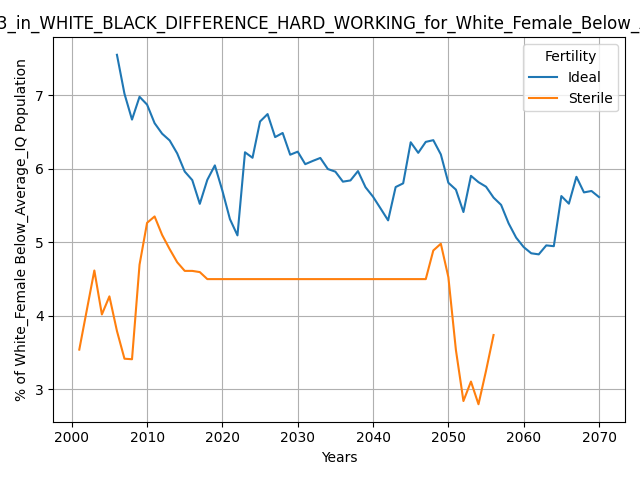 3_in_WHITE_BLACK_DIFFERENCE_HARD_WORKING_for_White_Female_Below_
% of White_Female Below_Average_IQ Population
7
6
5
4
3
Fertility
Ideal
Sterile
2000 2010 2020 2030 2040 2050 2060 2070
Years